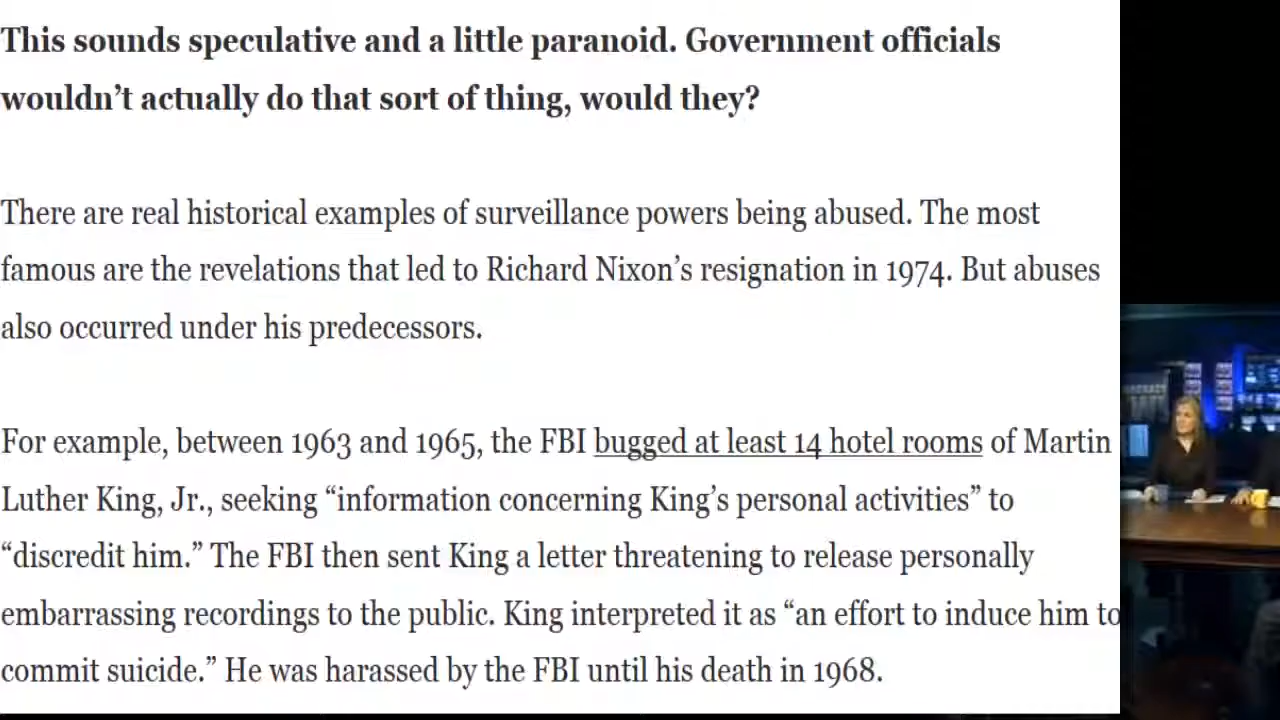 This sounds speculative and a little paranoid. Government officials
wouldn’t actually do that sort of thing, would they?
There are real historical examples of surveillance powers being abused. The most
famous are the revelations that led to Richard Nixon’s resignation in 1974. But abuses
also occurred under his predecessors.
For example, between 1963 and 1965, the FBI bugged at least 14 hotel rooms of Martin
Luther King, Jr., seeking “information concerning King’s personal activities” to
“discredit him.” The FBI then sent King a letter threatening to release personally
embarrassing recordings to the public. King interpreted it as “an effort to induce him to
commit suicide.” He was harassed by the FBI until his death in 1968.